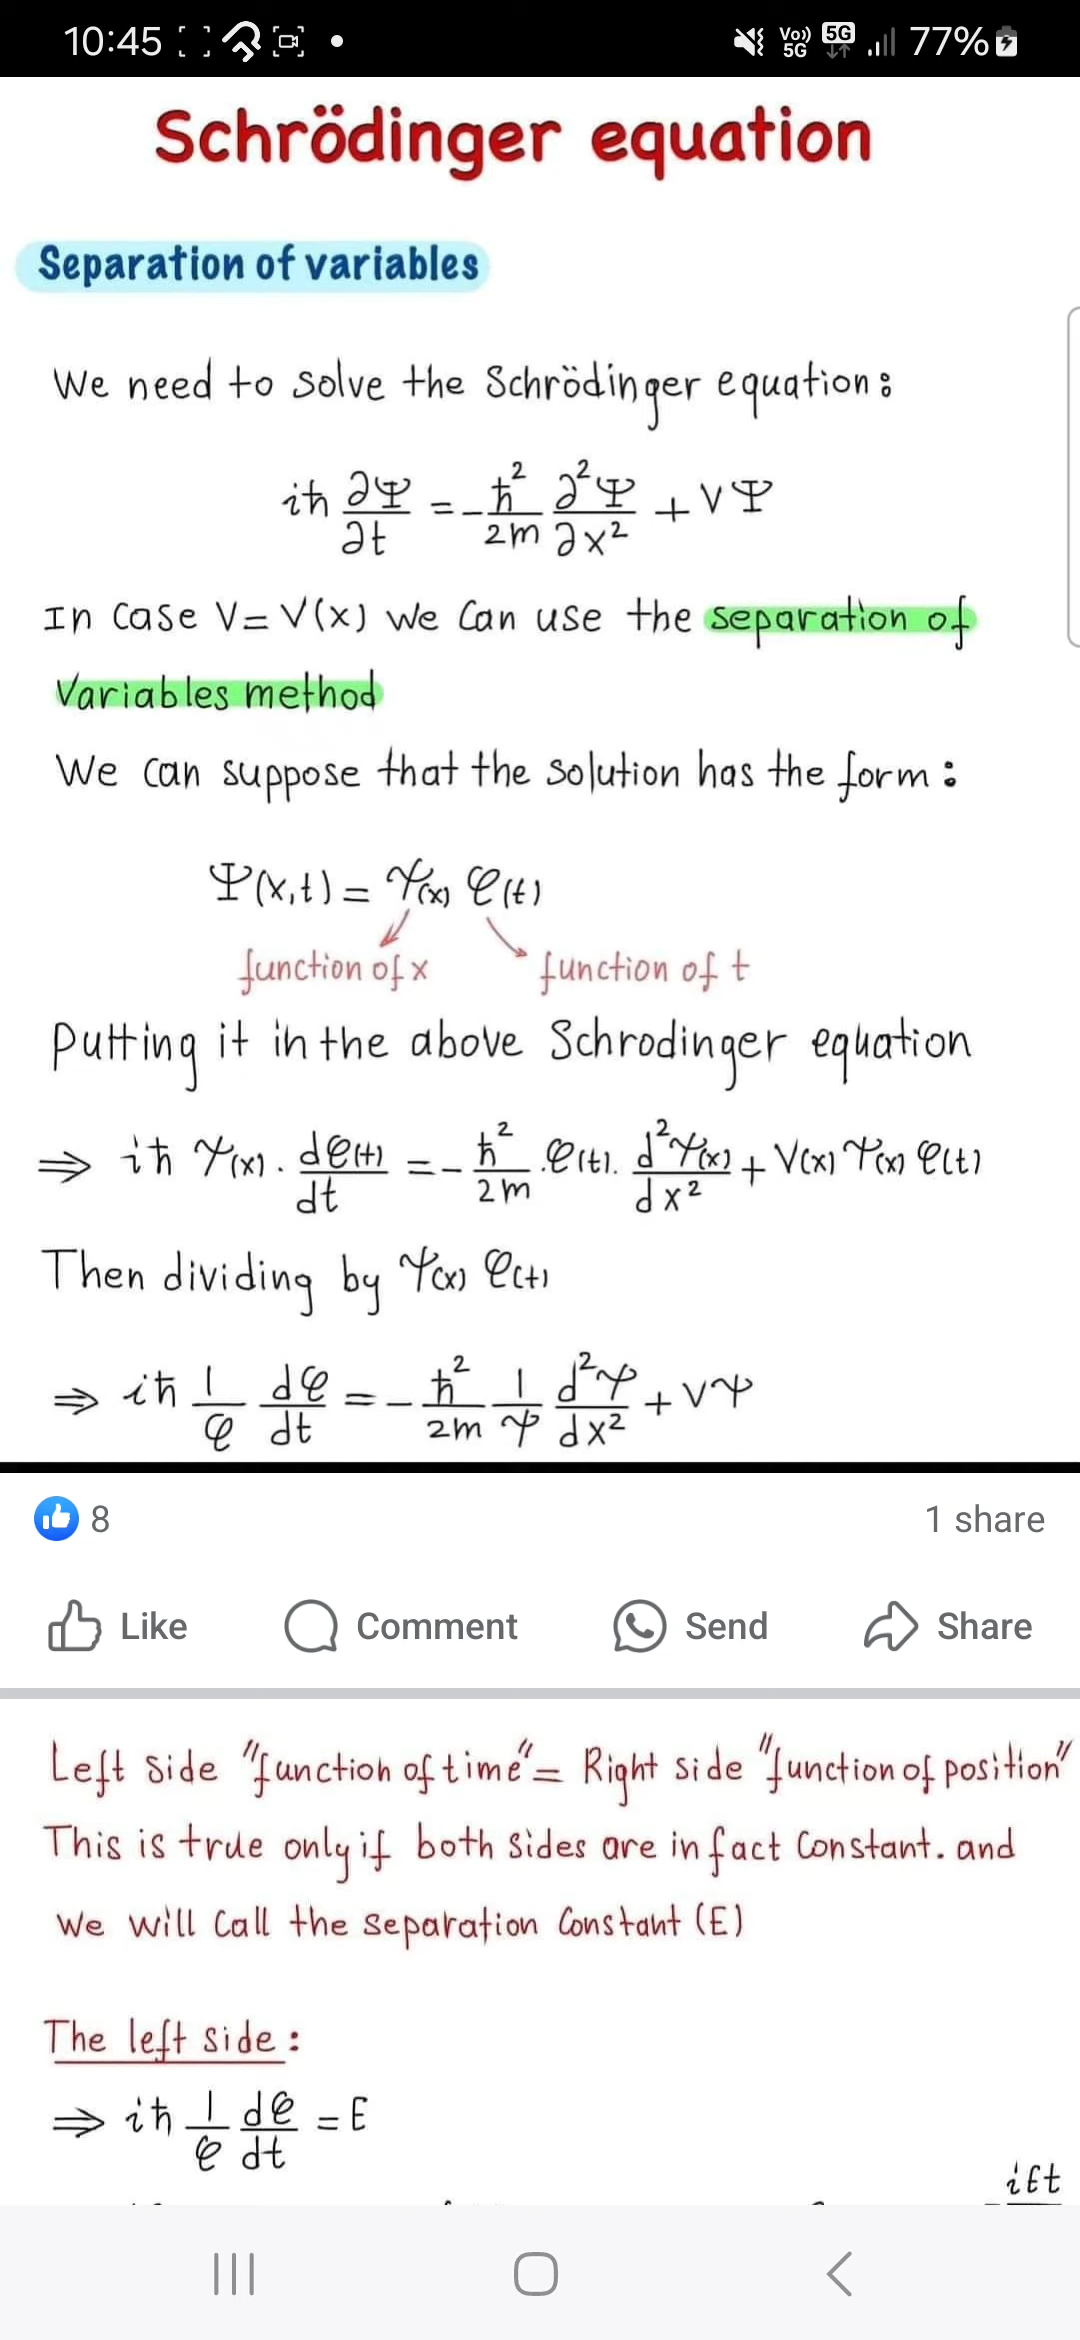 10:45
Vo)) 5G 5G 77%
Schrödinger equation
Separation of variables
We need to solve the Schrödinger equation:
iħ ∂Ψ/∂t = -ħ²/2m ∂²Ψ/∂x² + VΨ
In case V=V(x) we can use the separation of
Variables method
We can suppose that the solution has the form:
Ψ(x,t) = ψ(x) φ(t)
function of x function of t
Putting it in the above Schrodinger equation
⇒ iħ ψ(x) . dφ(t)/dt = -ħ²/2m .φ(t). d²ψ(x)/dx² + V(x) ψ(x) φ(t)
Then dividing by ψ(x) φ(t)
⇒ iħ 1/φ dφ/dt = -ħ²/2m 1/ψ d²ψ/dx² + Vψ
8 1 share
Like Comment Send Share
Left side "function of time" = Right side "function of position"
This is true only if both sides are in fact constant. and
we will call the separation constant (E)
The left side:
⇒ iħ 1/φ dφ/dt = E
iEt